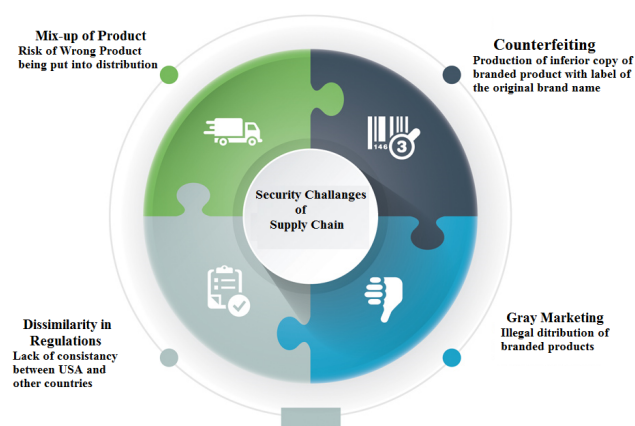 Mix-up of Product
Risk of Wrong Product
being put into distribution
Counterfeiting
Production of inferior copy of
branded product with label of
the original brand name
146
3
Security Challanges
of
Supply Chain
Dissimilarity in
Regulations
Lack of consistancy
between USA and
other countries
Gray Marketing
Illegal ditribution of
branded products